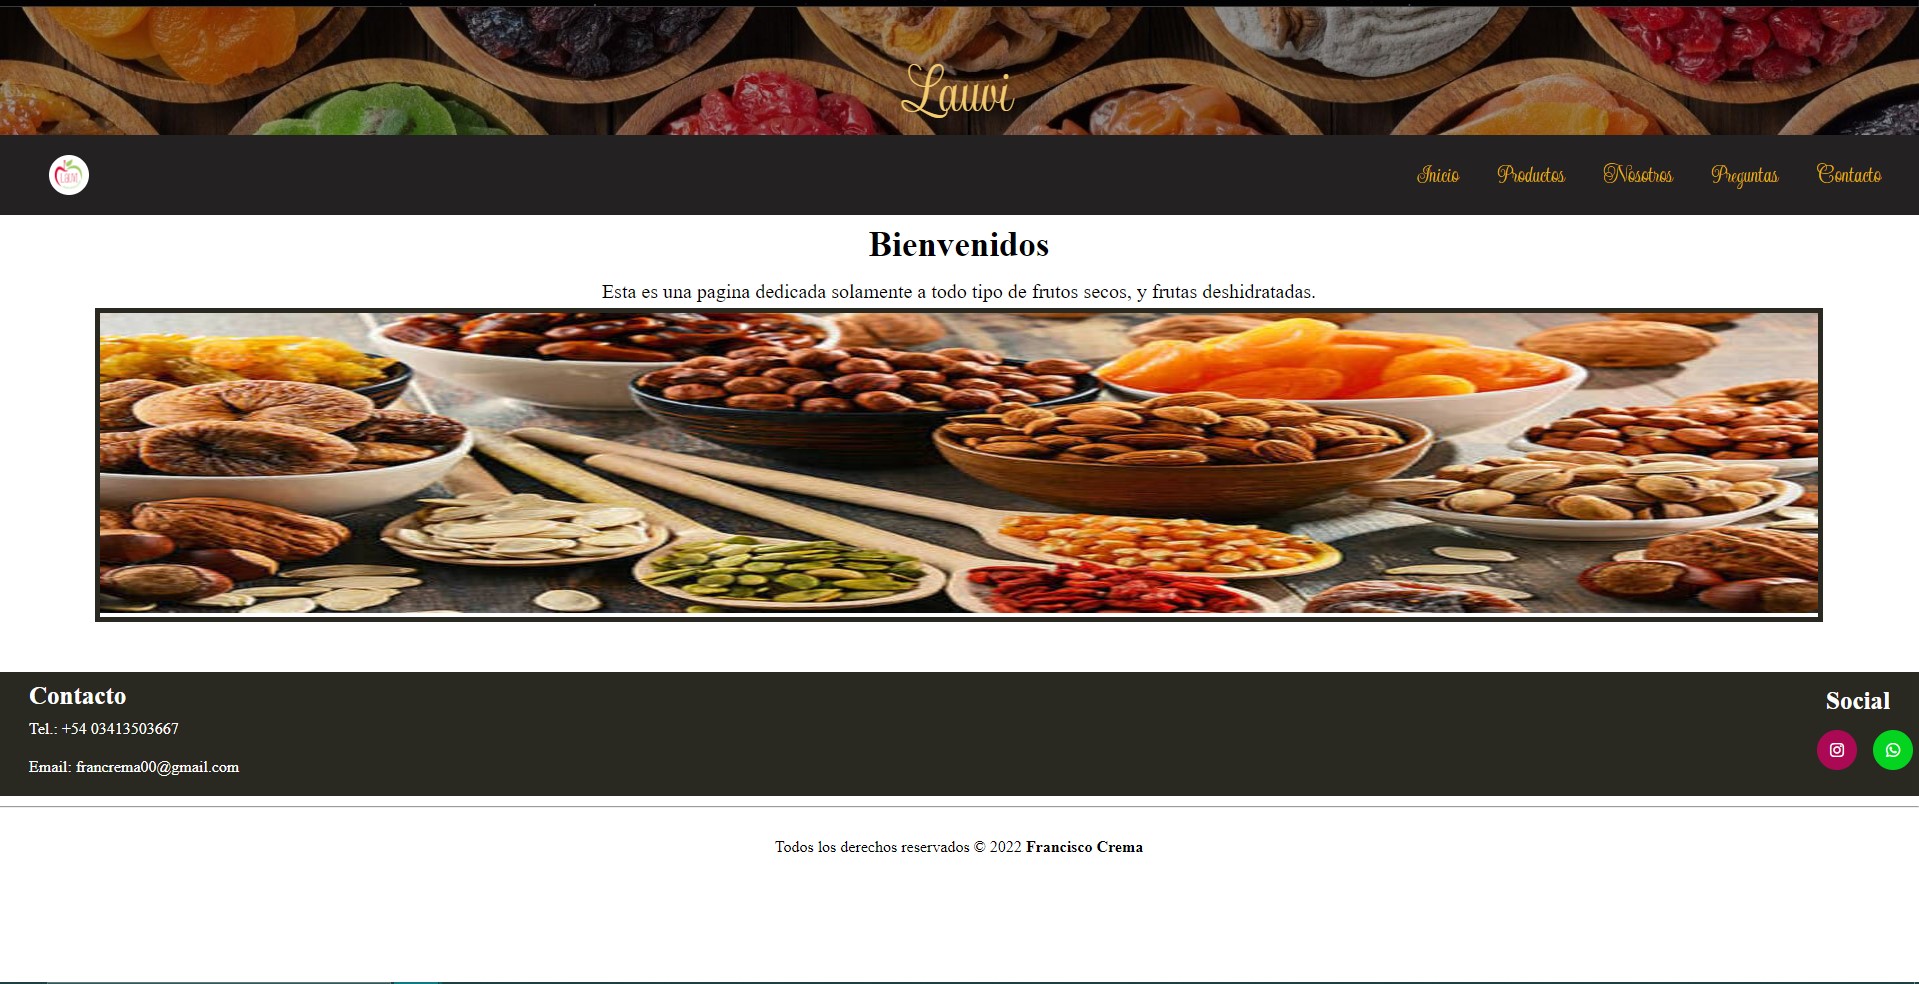 Lauvi
LAUVI
Inicio Productos Nosotros Preguntas Contacto
Bienvenidos
Esta es una pagina dedicada solamente a todo tipo de frutos secos, y frutas deshidratadas.
Contacto
Tel.: +54 03413503667
Email: francrema00@gmail.com
Social
Todos los derechos reservados © 2022 Francisco Crema